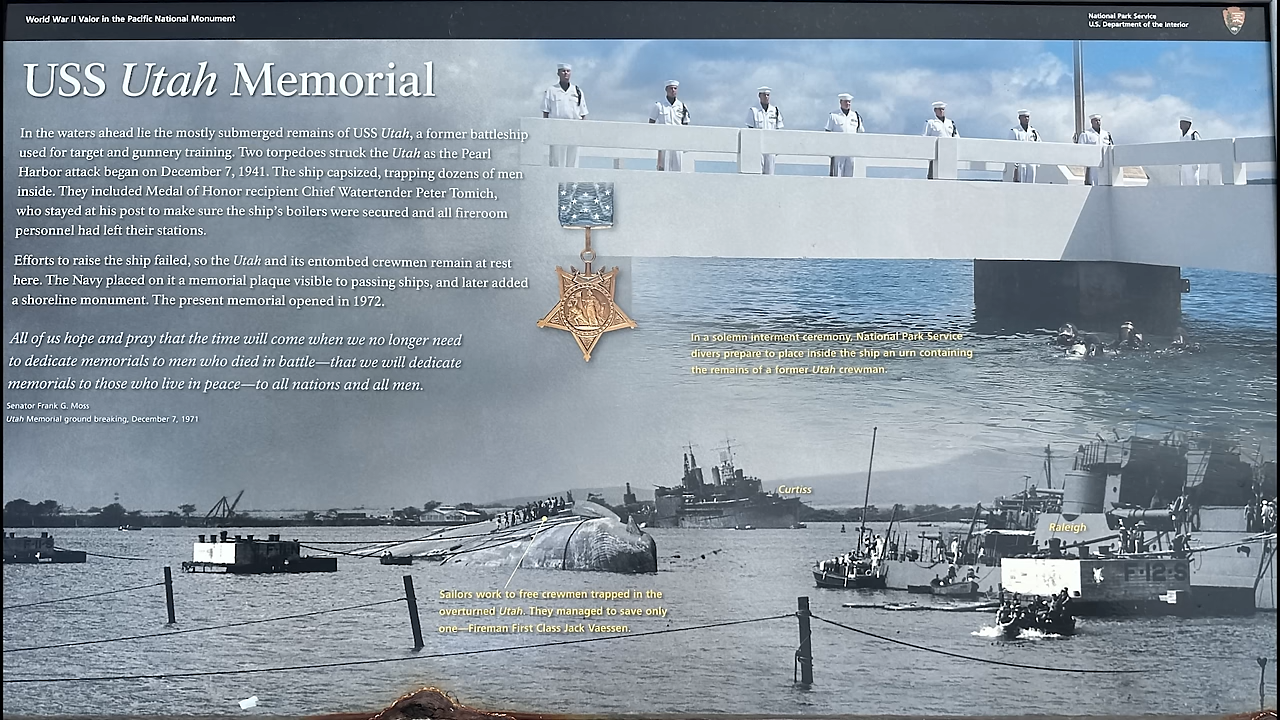 World War II Valor in the Pacific National Monument
National Park Service
U.S. Department of the Interior
USS Utah Memorial
In the waters ahead lie the mostly submerged remains of USS Utah, a former battleship
used for target and gunnery training. Two torpedoes struck the Utah as the Pearl
Harbor attack began on December 7, 1941. The ship capsized, trapping dozens of men
inside. They included Medal of Honor recipient Chief Watertender Peter Tomich,
who stayed at his post to make sure the ship's boilers were secured and all fireroom
personnel had left their stations.
Efforts to raise the ship failed, so the Utah and its entombed crewmen remain at rest
here. The Navy placed on it a memorial plaque visible to passing ships, and later added
a shoreline monument. The present memorial opened in 1972.
All of us hope and pray that the time will come when we no longer need
to dedicate memorials to men who died in battle—that we will dedicate
memorials to those who live in peace—to all nations and all men.
Senator Frank G. Moss
Utah Memorial ground breaking, December 7, 1971
In a solemn interment ceremony, National Park Service
divers prepare to place inside the ship an urn containing
the remains of a former Utah crewman.
Curtiss
Raleigh
F-12-S
Sailors work to free crewmen trapped in the
overturned Utah. They managed to save only
one—Fireman First Class Jack Vaessen.